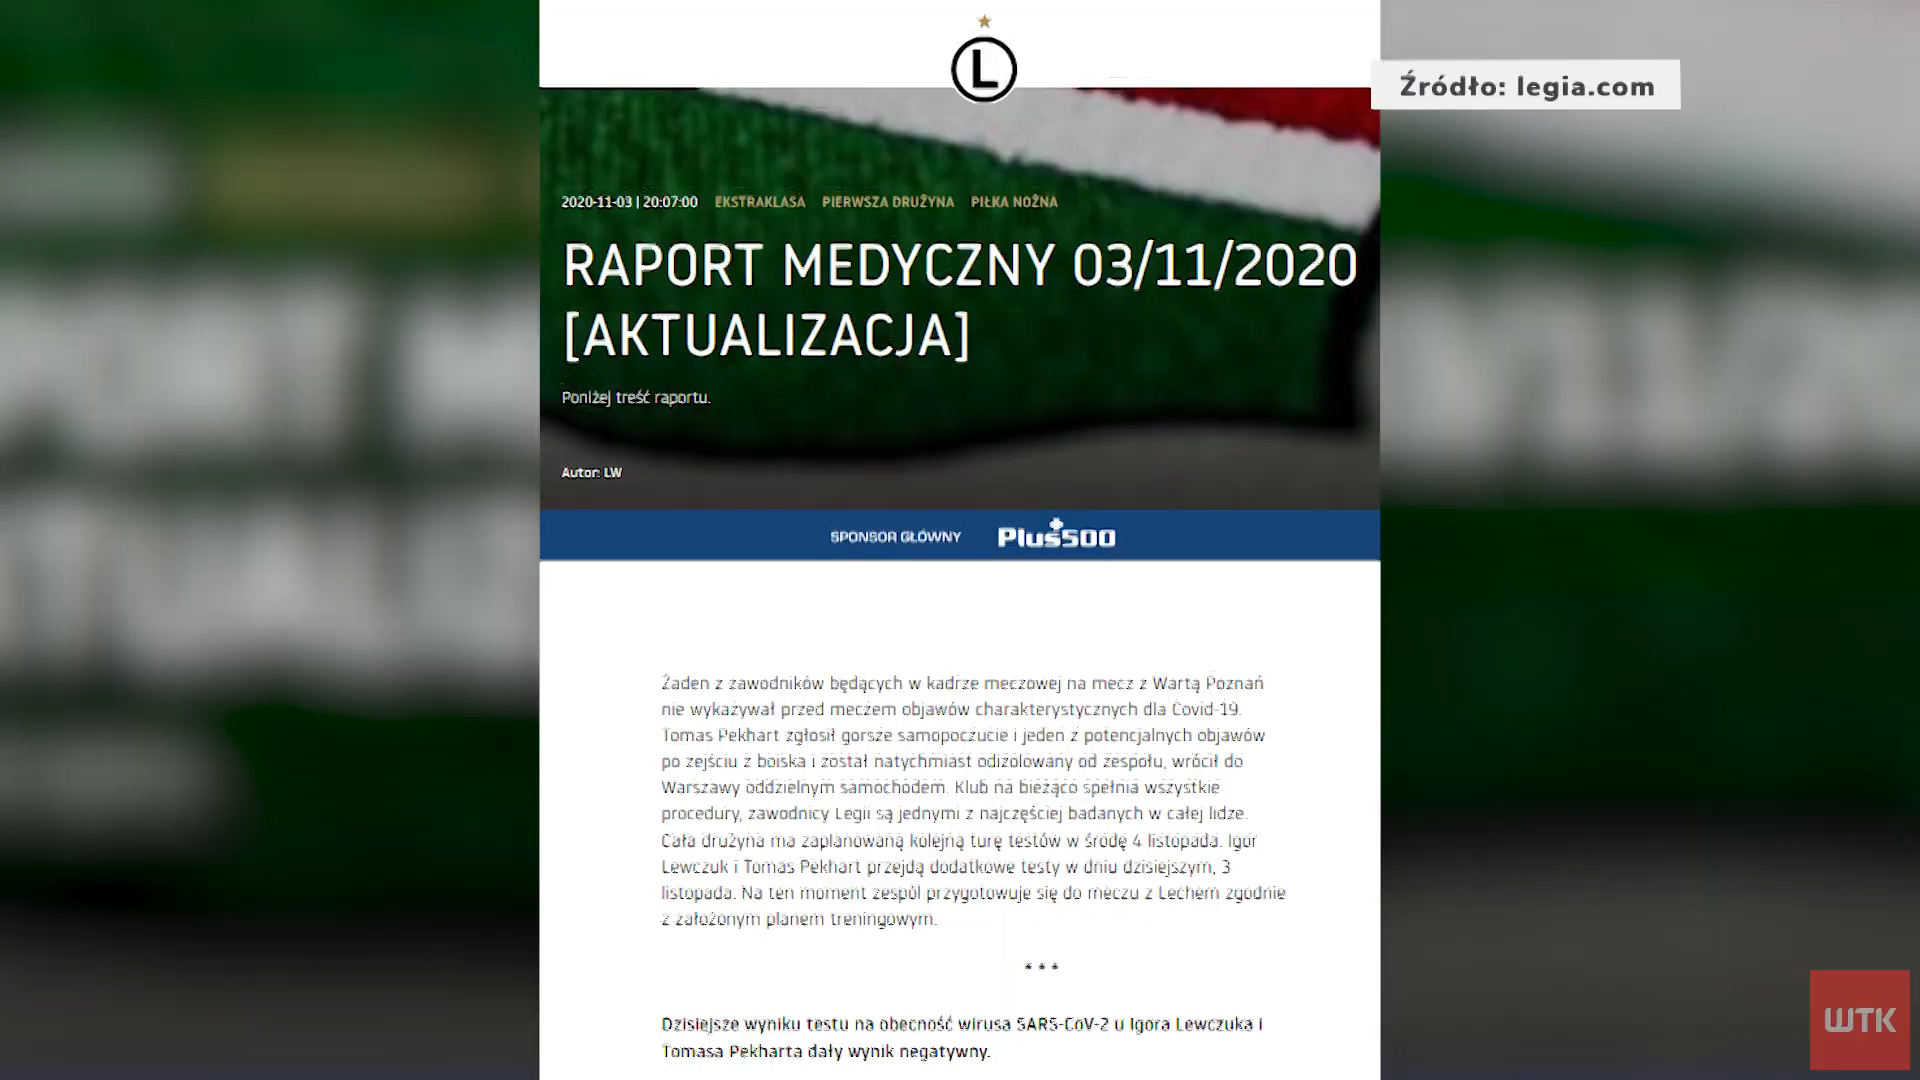 L
Źródło: legia.com
2020-11-03 | 20:07:00 EKSTRAKLASA PIERWSZA DRUŻYNA PIŁKA NOŻNA
RAPORT MEDYCZNY 03/11/2020
[AKTUALIZACJA]
Poniżej treść raportu.
Autor: LW
SPONSOR GŁÓWNY Plus500
Żaden z zawodników będących w kadrze meczowej na mecz z Wartą Poznań
nie wykazywał przed meczem objawów charakterystycznych dla Covid-19.
Tomas Pekhart zgłosił gorsze samopoczucie i jeden z potencjalnych objawów
po zejściu z boiska i został natychmiast odizolowany od zespołu, wrócił do
Warszawy oddzielnym samochodem. Klub na bieżąco spełnia wszystkie
procedury, zawodnicy Legii są jednymi z najczęściej badanych w całej lidze.
Cała drużyna ma zaplanowaną kolejną turę testów w środę 4 listopada. Igor
Lewczuk i Tomas Pekhart przejdą dodatkowe testy w dniu dzisiejszym, 3
listopada. Na ten moment zespół przygotowuje się do meczu z Lechem zgodnie
z założonym planem treningowym.
* * *
Dzisiejsze wyniku testu na obecność wirusa SARS-CoV-2 u Igora Lewczuka i
Tomasa Pekharta dały wynik negatywny.
WTK